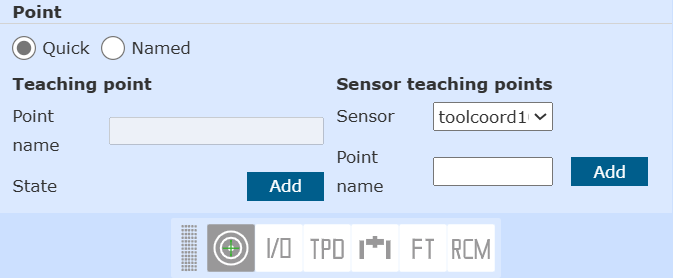 Point
Quick Named
Teaching point
Point name
State Add
Sensor teaching points
Sensor toolcoord1
Point name Add
I/O TPD FT RCM